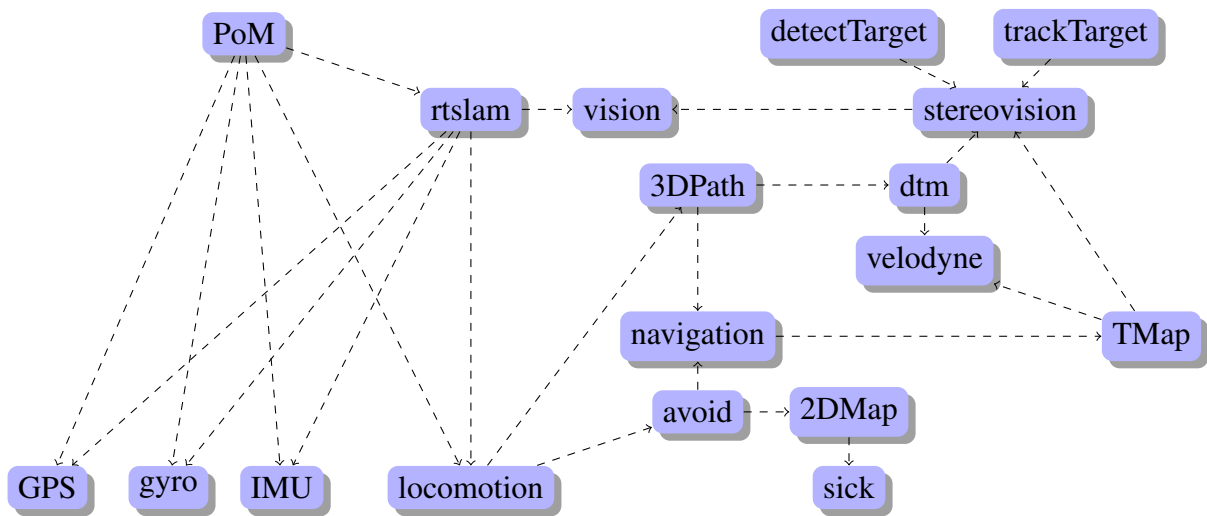 PoM
detectTarget
trackTarget
rtslam
vision
stereovision
3DPath
dtm
velodyne
navigation
TMap
avoid
2DMap
GPS
gyro
IMU
locomotion
sick